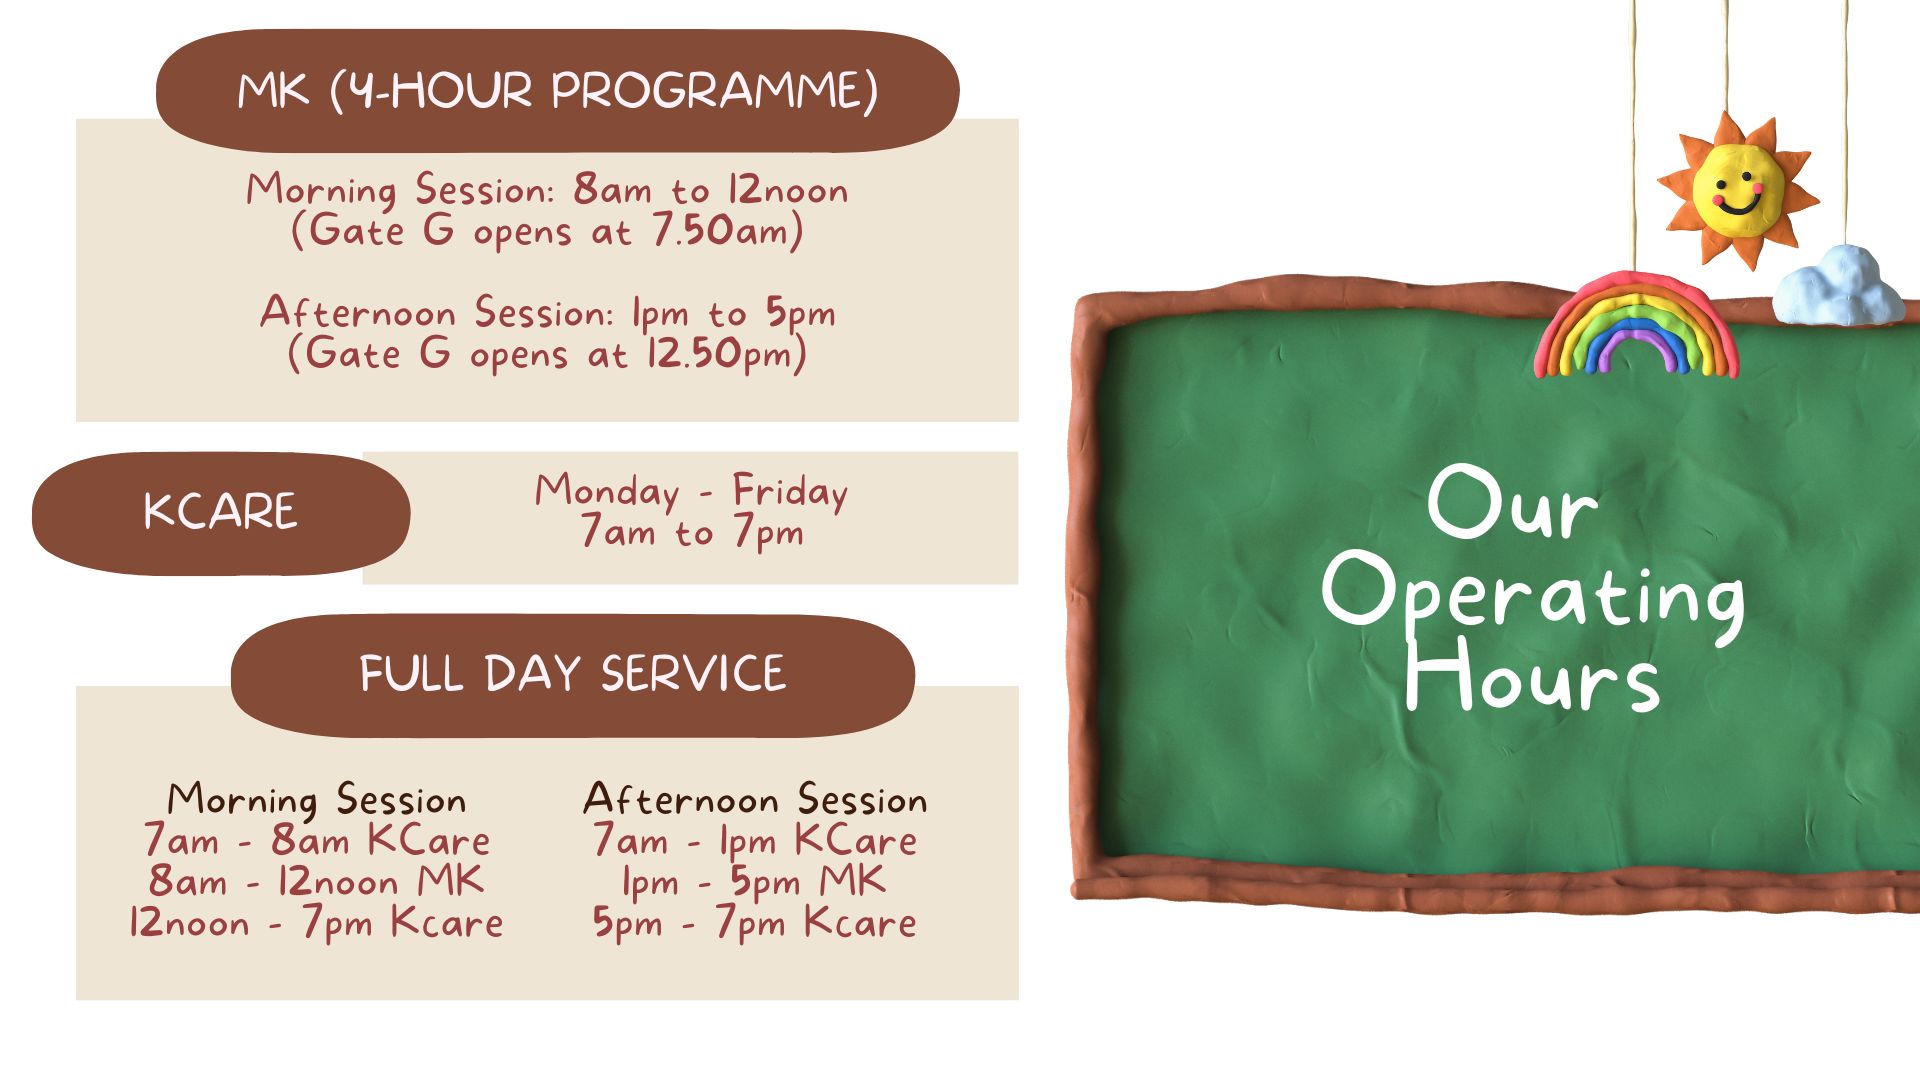 MK (4-HOUR PROGRAMME)
Morning Session: 8am to 12noon
(Gate G opens at 7.50am)
Afternoon Session: 1pm to 5pm
(Gate G opens at 12.50pm)
KCARE
Monday - Friday
7am to 7pm
FULL DAY SERVICE
Morning Session
7am - 8am KCare
8am - 12noon MK
12noon - 7pm Kcare
Afternoon Session
7am - 1pm KCare
1pm - 5pm MK
5pm - 7pm Kcare
Our
Operating
Hours